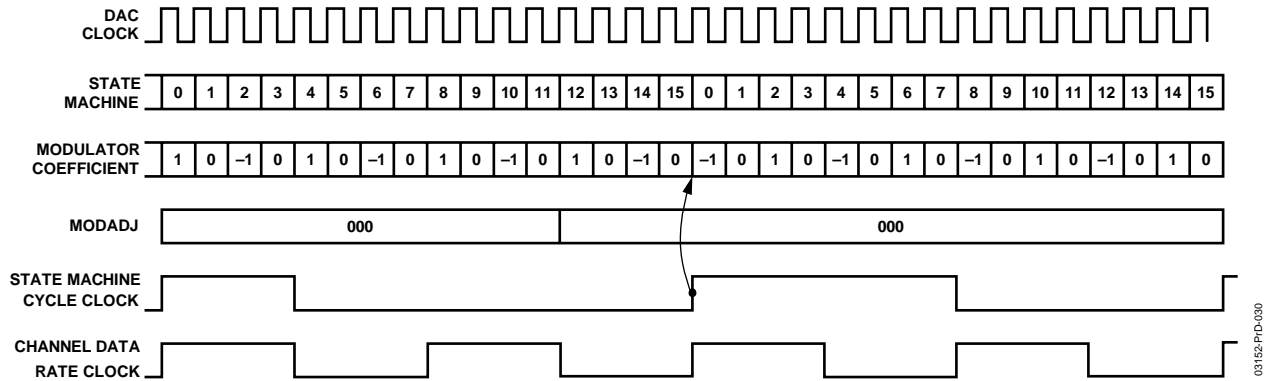 DAC
CLOCK
STATE
MACHINE
0 1 2 3 4 5 6 7 8 9 10 11 12 13 14 15 0 1 2 3 4 5 6 7 8 9 10 11 12 13 14 15
MODULATOR
COEFFICIENT
1 0 –1 0 1 0 –1 0 1 0 –1 0 1 0 –1 0 –1 0 1 0 –1 0 1 0 –1 0 1 0 –1 0 1 0
MODADJ
000 000
STATE MACHINE
CYCLE CLOCK
CHANNEL DATA
RATE CLOCK
03152-PrD-030